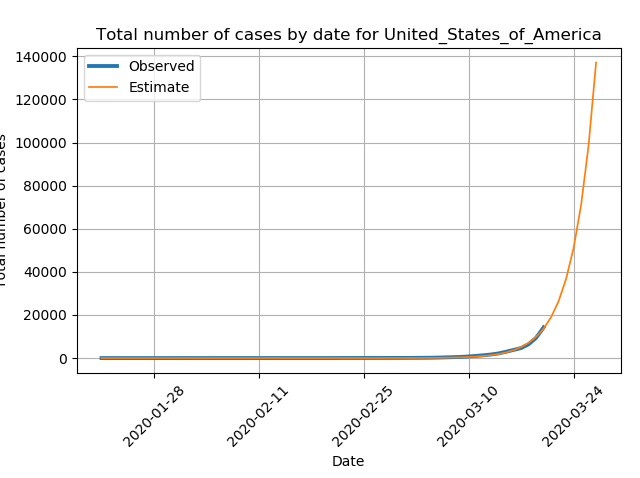 Total number of cases by date for United_States_of_America
140000
120000
100000
80000
60000
40000
20000
0
Observed
Estimate
Total number of cases
2020-01-28
2020-02-11
2020-02-25
2020-03-10
2020-03-24
Date